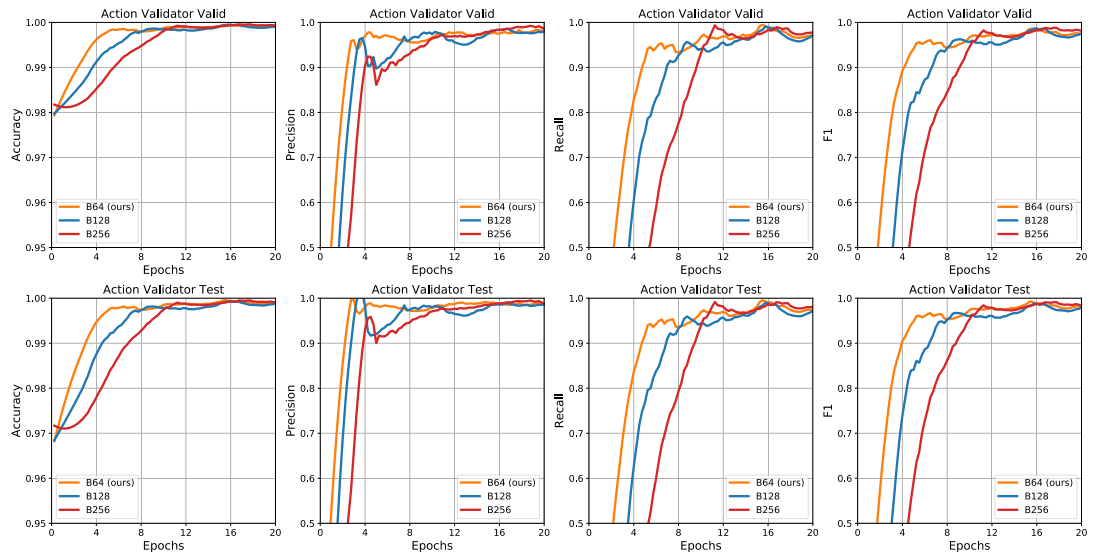 Action Validator Valid
Accuracy
1.00
0.99
0.98
0.97
0.96
0.95
B64 (ours)
B128
B256
0 4 8 12 16 20
Epochs
Action Validator Valid
Precision
1.0
0.9
0.8
0.7
0.6
0.5
B64 (ours)
B128
B256
0 4 8 12 16 20
Epochs
Action Validator Valid
Recall
1.0
0.9
0.8
0.7
0.6
0.5
B64 (ours)
B128
B256
0 4 8 12 16 20
Epochs
Action Validator Valid
F1
1.0
0.9
0.8
0.7
0.6
0.5
B64 (ours)
B128
B256
0 4 8 12 16 20
Epochs
Action Validator Test
Accuracy
1.00
0.99
0.98
0.97
0.96
0.95
B64 (ours)
B128
B256
0 4 8 12 16 20
Epochs
Action Validator Test
Precision
1.0
0.9
0.8
0.7
0.6
0.5
B64 (ours)
B128
B256
0 4 8 12 16 20
Epochs
Action Validator Test
Recall
1.0
0.9
0.8
0.7
0.6
0.5
B64 (ours)
B128
B256
0 4 8 12 16 20
Epochs
Action Validator Test
F1
1.0
0.9
0.8
0.7
0.6
0.5
B64 (ours)
B128
B256
0 4 8 12 16 20
Epochs